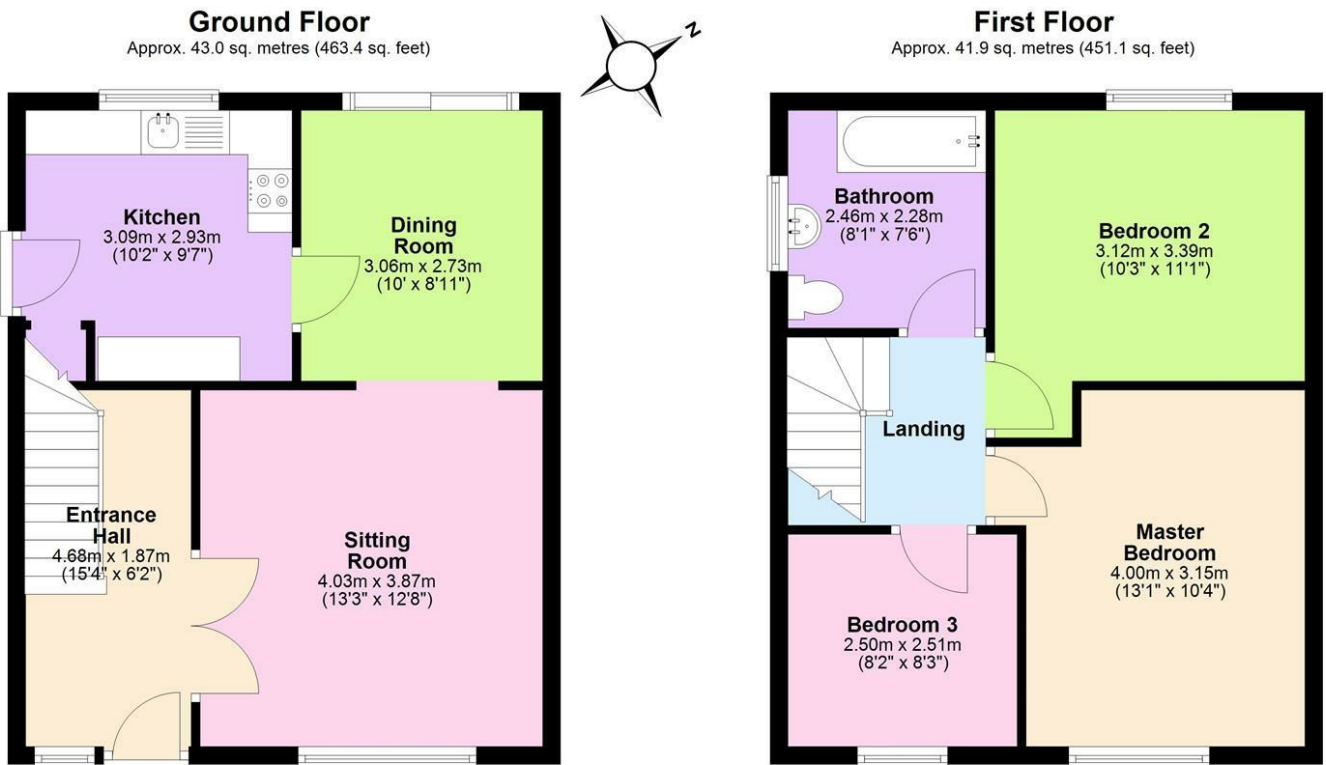 Ground Floor
Approx. 43.0 sq. metres (463.4 sq. feet)
N
First Floor
Approx. 41.9 sq. metres (451.1 sq. feet)
Kitchen
3.09m x 2.93m
(10'2" x 9'7")
Dining
Room
3.06m x 2.73m
(10' x 8'11")
Entrance
Hall
4.68m x 1.87m
(15'4" x 6'2")
Sitting
Room
4.03m x 3.87m
(13'3" x 12'8")
Bathroom
2.46m x 2.28m
(8'1" x 7'6")
Bedroom 2
3.12m x 3.39m
(10'3" x 11'1")
Landing
Master
Bedroom
4.00m x 3.15m
(13'1" x 10'4")
Bedroom 3
2.50m x 2.51m
(8'2" x 8'3")